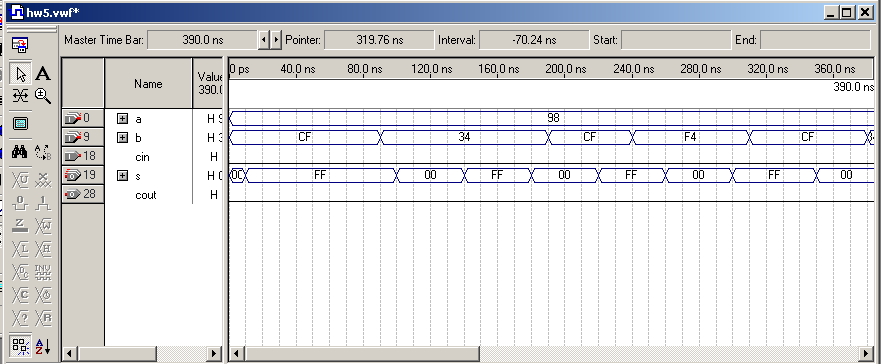 hw5.vwf*
Master Time Bar: 390.0 ns Pointer: 319.76 ns Interval: -70.24 ns Start: End:
A
Name Value 390.0
0 ps 40.0 ns 80.0 ns 120.0 ns 160.0 ns 200.0 ns 240.0 ns 280.0 ns 320.0 ns 360.0 ns
390.0 ns
0 a H 9 98
9 b H 3 CF 34 CF F4 CF 34
18 cin H
19 s H 0 00 FF 00 FF 00 FF 00 FF 00
28 cout H